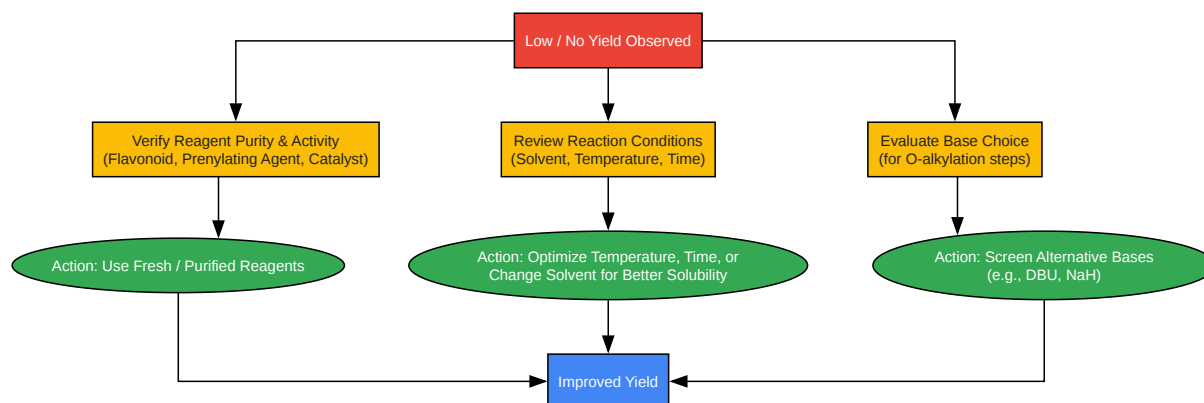 Low / No Yield Observed
Verify Reagent Purity & Activity
(Flavonoid, Prenylating Agent, Catalyst)
Review Reaction Conditions
(Solvent, Temperature, Time)
Evaluate Base Choice
(for O-alkylation steps)
Action: Use Fresh / Purified Reagents
Action: Optimize Temperature, Time, or
Change Solvent for Better Solubility
Action: Screen Alternative Bases
(e.g., DBU, NaH)
Improved Yield